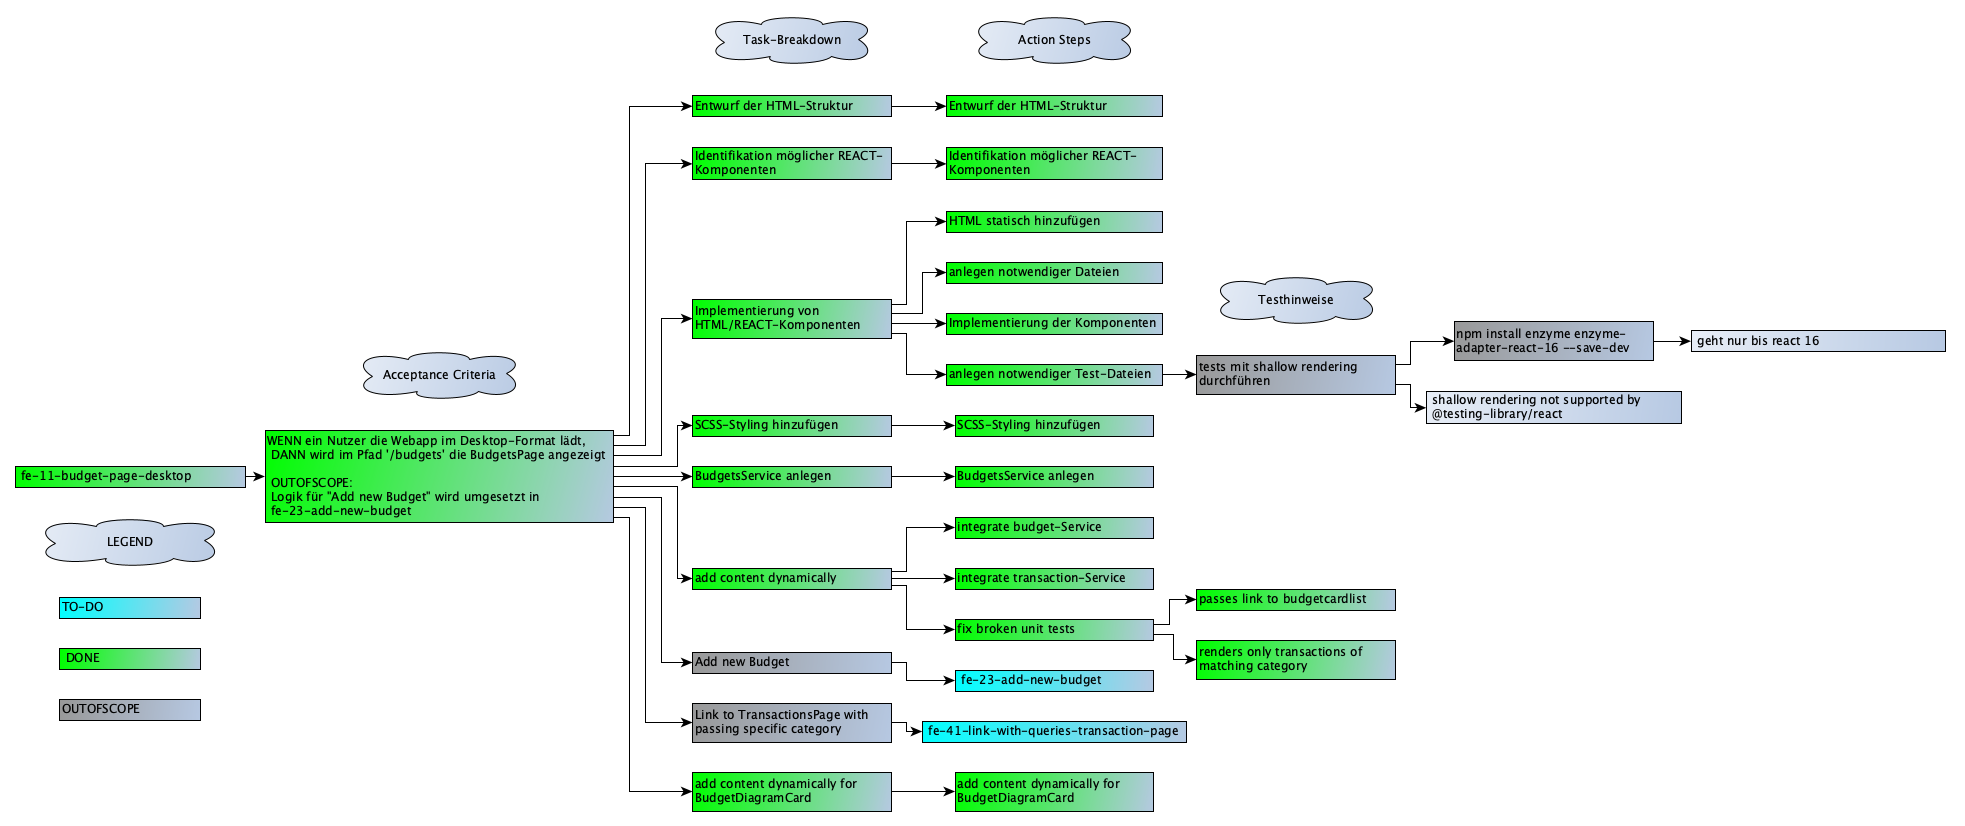 Task-Breakdown
Action Steps
Entwurf der HTML-Struktur
Entwurf der HTML-Struktur
Identifikation möglicher REACT-
Komponenten
Identifikation möglicher REACT-
Komponenten
HTML statisch hinzufügen
anlegen notwendiger Dateien
Implementierung von
HTML/REACT-Komponenten
Implementierung der Komponenten
anlegen notwendiger Test-Dateien
Testhinweise
tests mit shallow rendering
durchführen
npm install enzyme enzyme-
adapter-react-16 --save-dev
geht nur bis react 16
shallow rendering not supported by
@testing-library/react
Acceptance Criteria
fe-11-budget-page-desktop
WENN ein Nutzer die Webapp im Desktop-Format lädt,
DANN wird im Pfad '/budgets' die BudgetsPage angezeigt
OUTOFSCOPE:
Logik für "Add new Budget" wird umgesetzt in
fe-23-add-new-budget
SCSS-Styling hinzufügen
SCSS-Styling hinzufügen
BudgetsService anlegen
BudgetsService anlegen
add content dynamically
integrate budget-Service
integrate transaction-Service
fix broken unit tests
passes link to budgetcardlist
renders only transactions of
matching category
Add new Budget
fe-23-add-new-budget
Link to TransactionsPage with
passing specific category
fe-41-link-with-queries-transaction-page
add content dynamically for
BudgetDiagramCard
add content dynamically for
BudgetDiagramCard
LEGEND
TO-DO
DONE
OUTOFSCOPE